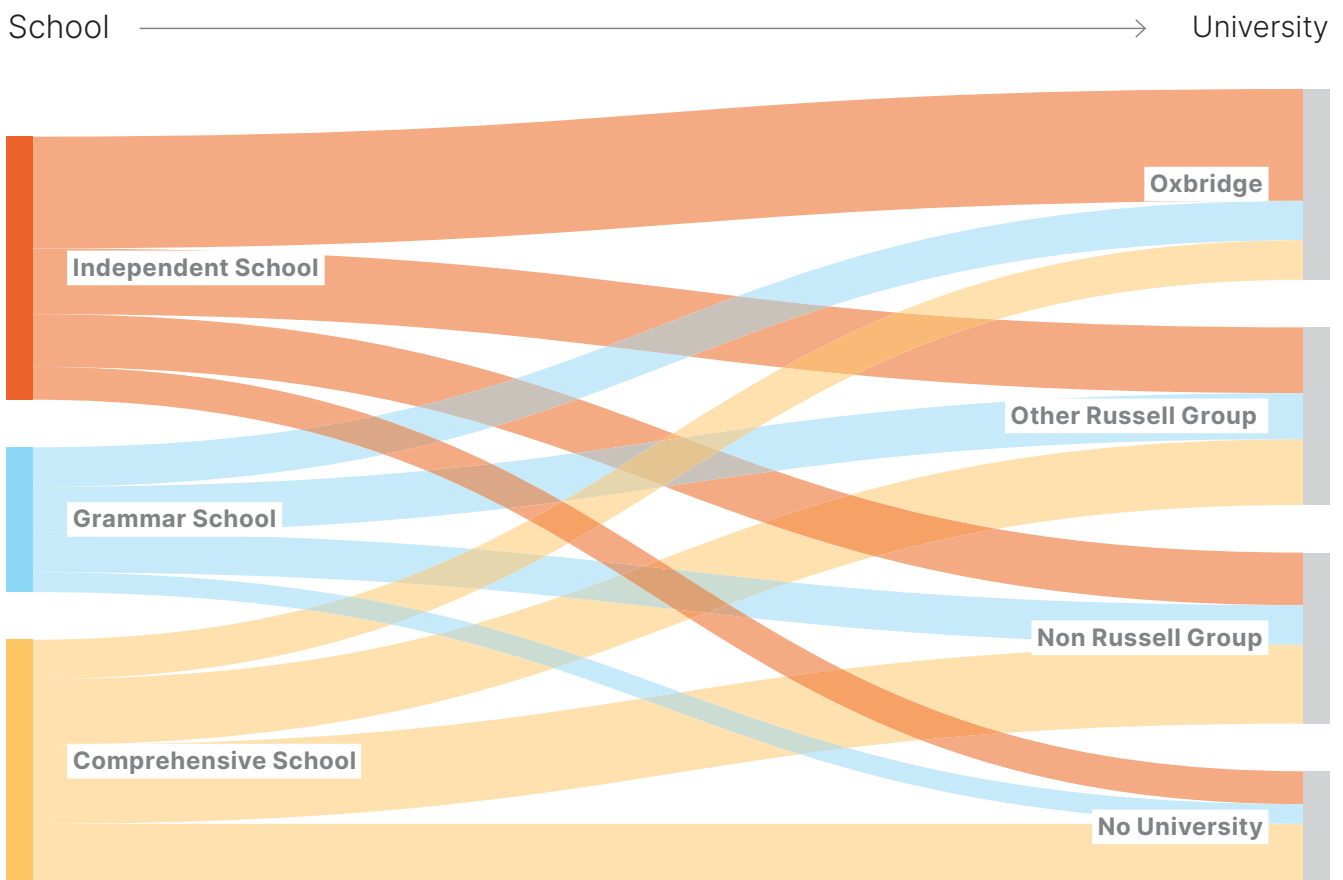 School
University
Oxbridge
Independent School
Other Russell Group
Grammar School
Non Russell Group
Comprehensive School
No University